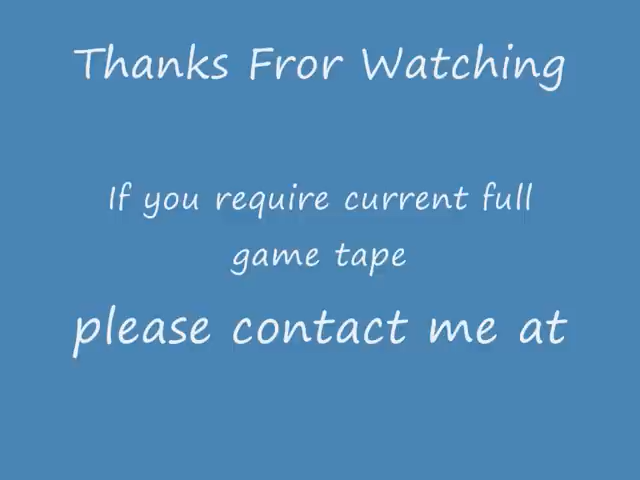 Thanks Fror Watching
If you require current full
game tape
please contact me at